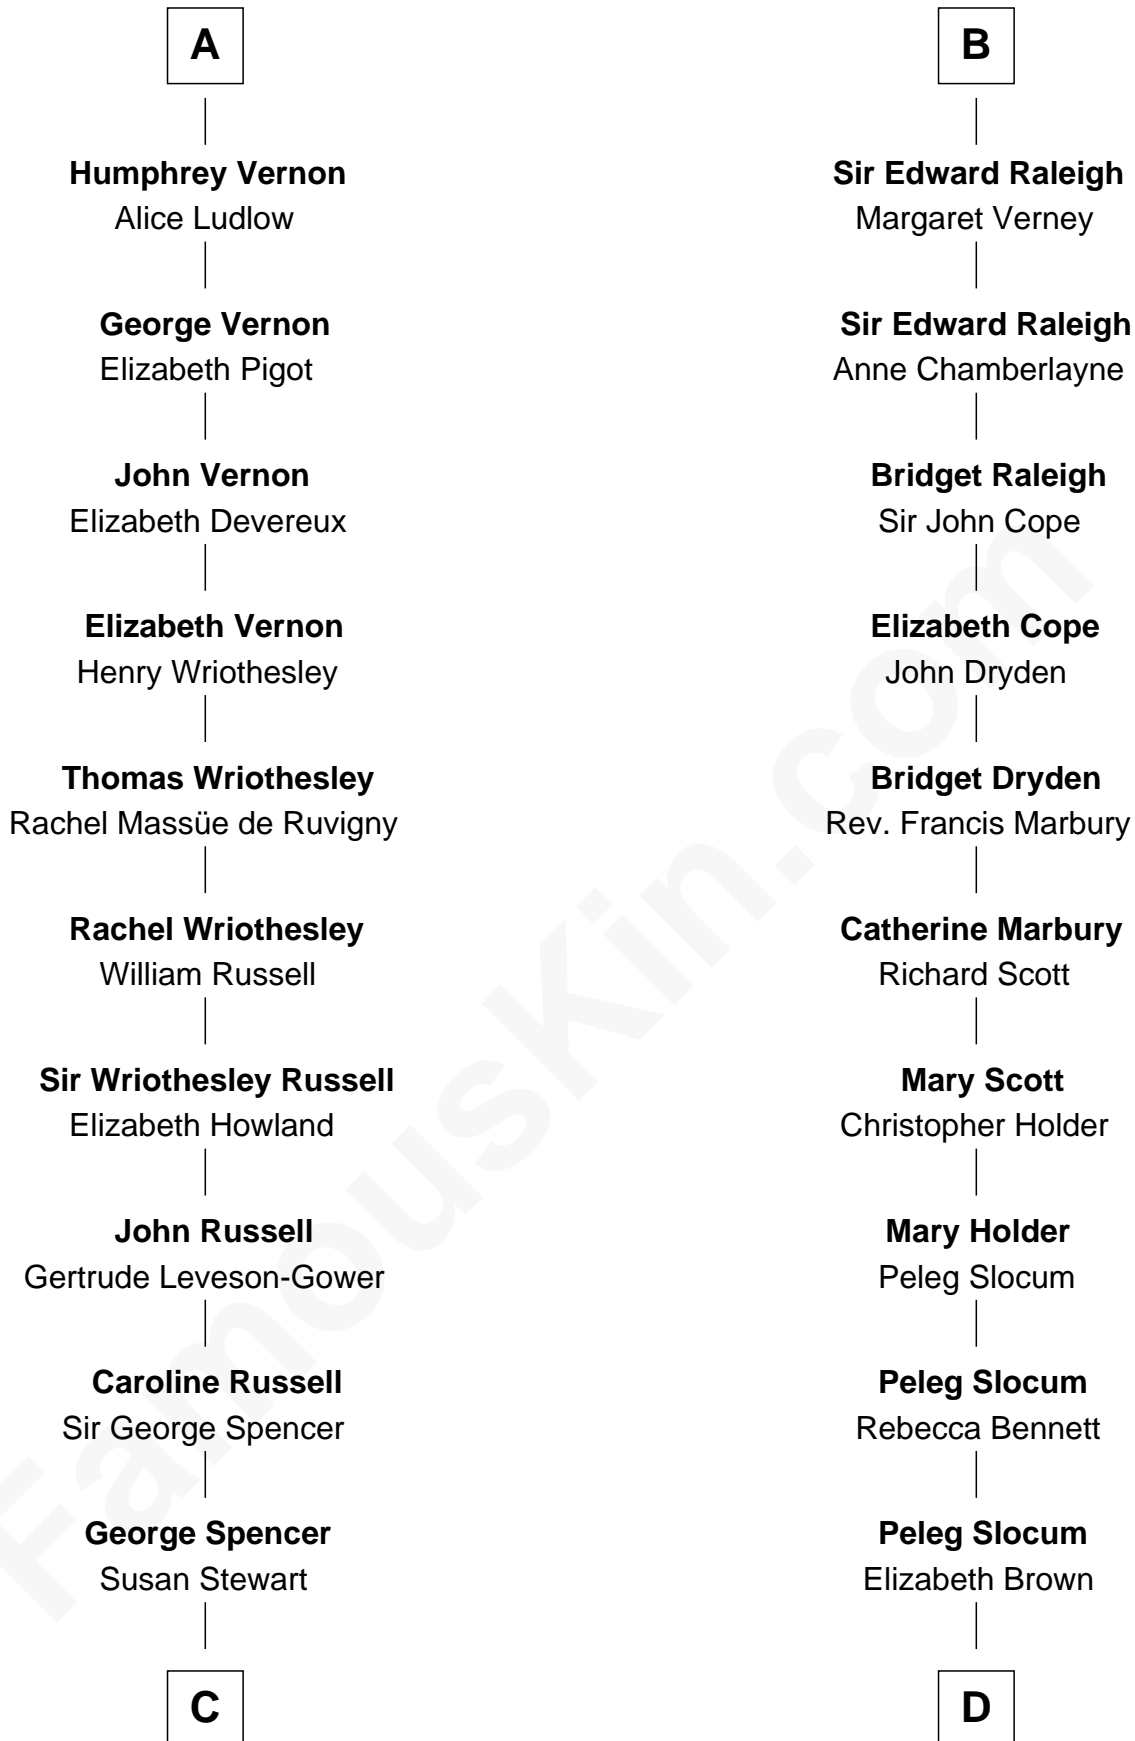 A
Humphrey Vernon
Alice Ludlow
George Vernon
Elizabeth Pigot
John Vernon
Elizabeth Devereux
Elizabeth Vernon
Henry Wriothesley
Thomas Wriothesley
Rachel Massüe de Ruvigny
Rachel Wriothesley
William Russell
Sir Wriothesley Russell
Elizabeth Howland
John Russell
Gertrude Leveson-Gower
Caroline Russell
Sir George Spencer
George Spencer
Susan Stewart
C
B
Sir Edward Raleigh
Margaret Verney
Sir Edward Raleigh
Anne Chamberlayne
Bridget Raleigh
Sir John Cope
Elizabeth Cope
John Dryden
Bridget Dryden
Rev. Francis Marbury
Catherine Marbury
Richard Scott
Mary Scott
Christopher Holder
Mary Holder
Peleg Slocum
Peleg Slocum
Rebecca Bennett
Peleg Slocum
Elizabeth Brown
D
FamousKin.com